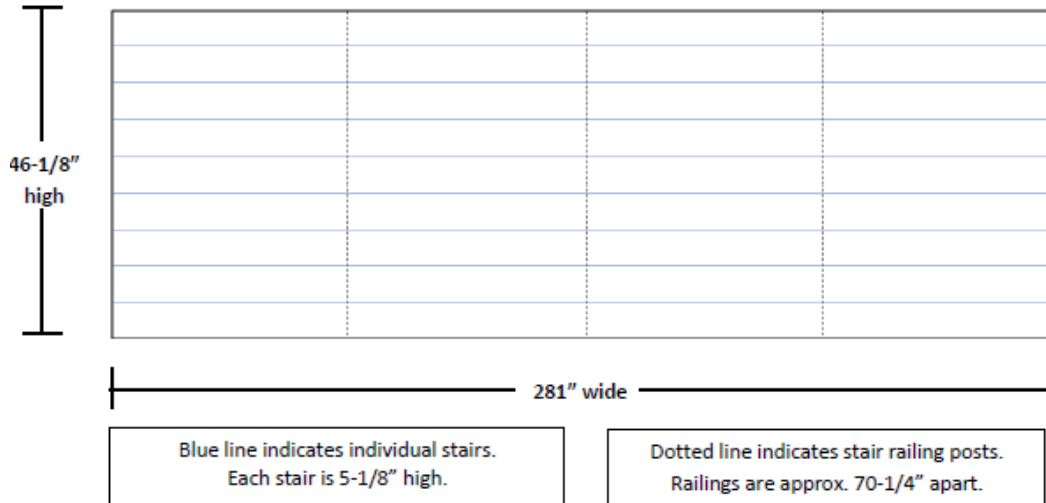 46-1/8”
high
281” wide
Blue line indicates individual stairs.
Each stair is 5-1/8” high.
Dotted line indicates stair railing posts.
Railings are approx. 70-1/4” apart.